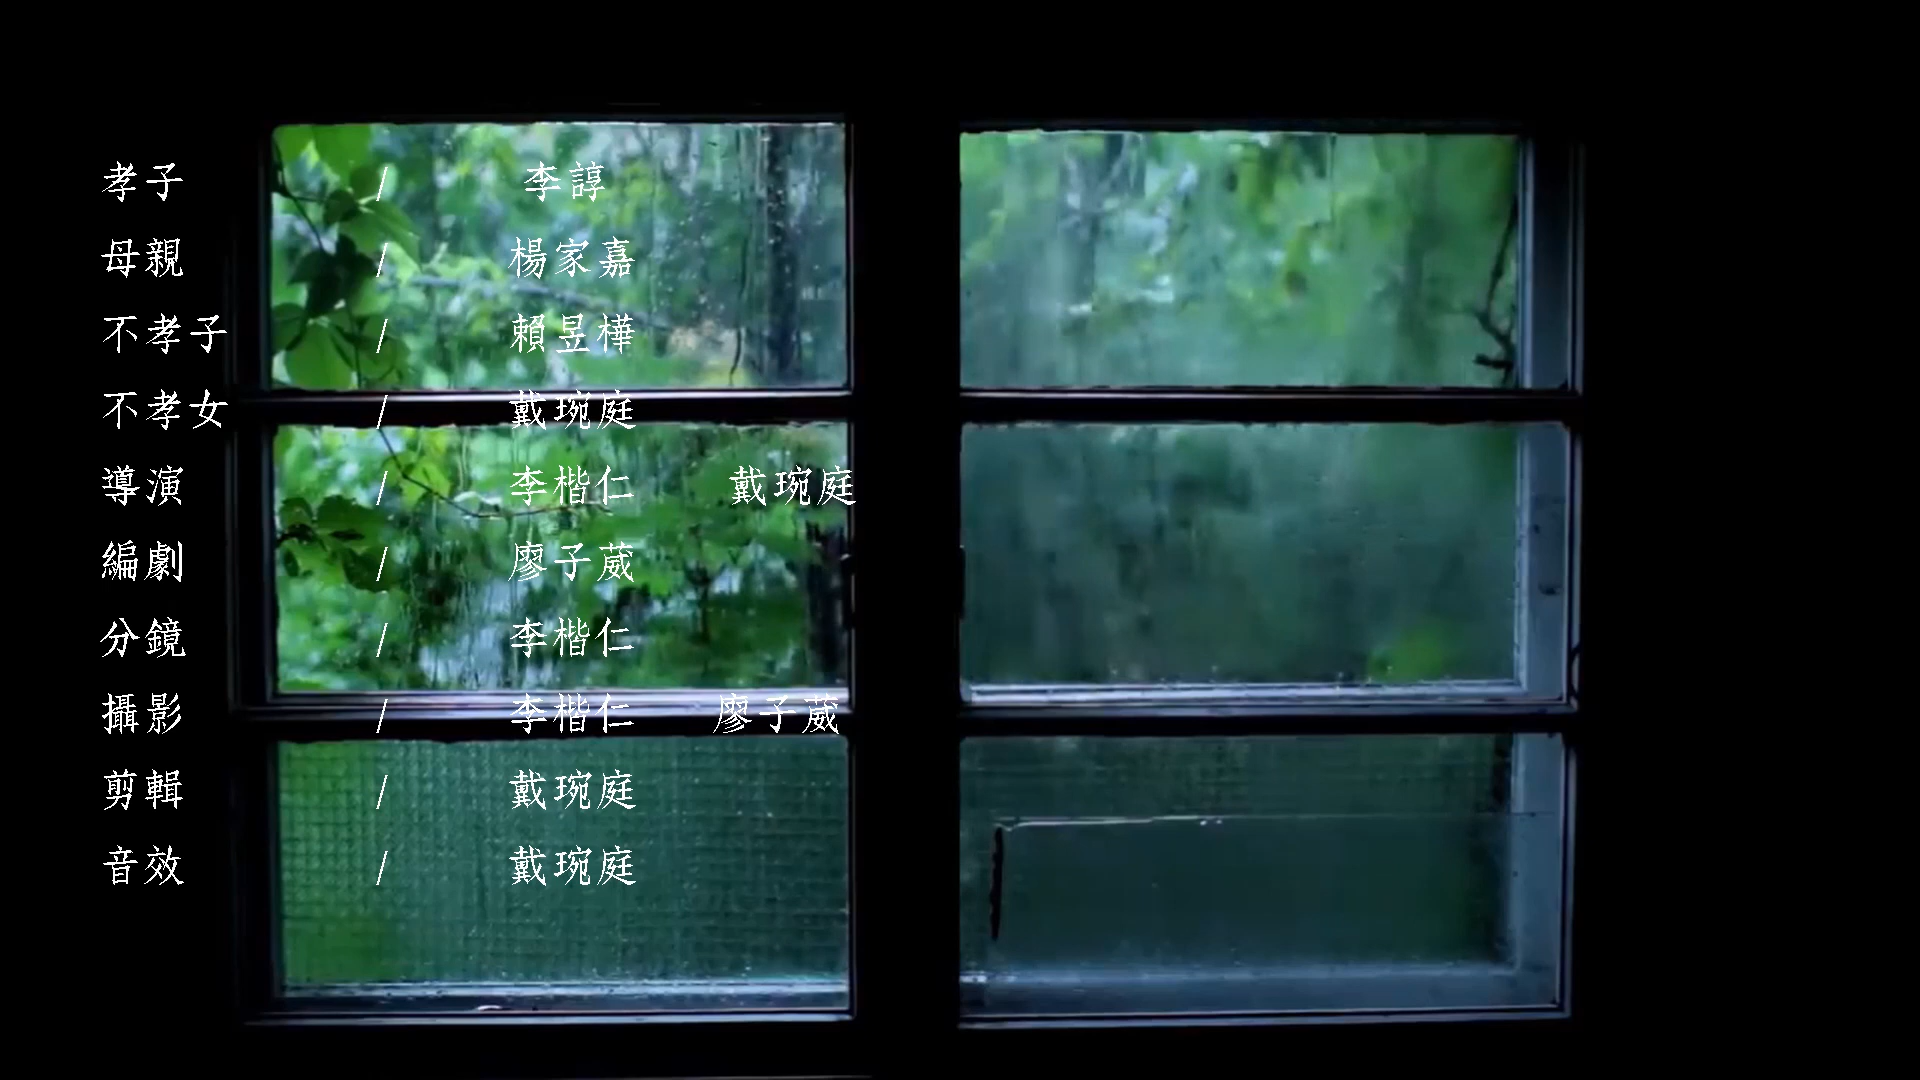 孝子 / 李諄
母親 / 楊家嘉
不孝子 / 賴昱樺
不孝女 / 戴琬庭
導演 / 李楷仁 戴琬庭
編劇 / 廖子葳
分鏡 / 李楷仁
攝影 / 李楷仁 廖子葳
剪輯 / 戴琬庭
音效 / 戴琬庭